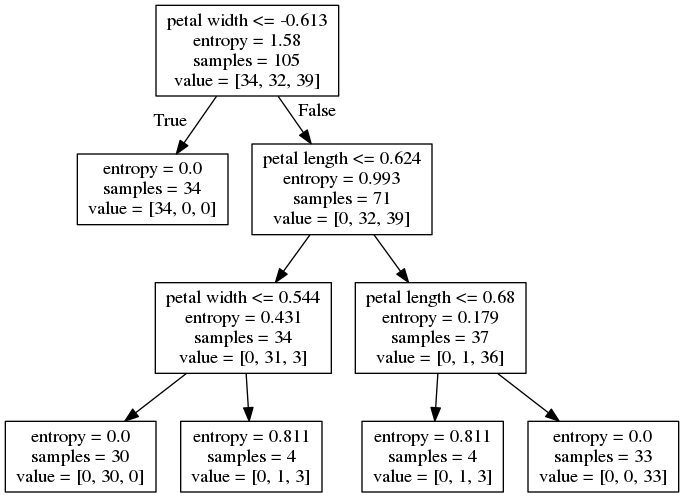 petal width <= -0.613
entropy = 1.58
samples = 105
value = [34, 32, 39]
True
False
entropy = 0.0
samples = 34
value = [34, 0, 0]
petal length <= 0.624
entropy = 0.993
samples = 71
value = [0, 32, 39]
petal width <= 0.544
entropy = 0.431
samples = 34
value = [0, 31, 3]
petal length <= 0.68
entropy = 0.179
samples = 37
value = [0, 1, 36]
entropy = 0.0
samples = 30
value = [0, 30, 0]
entropy = 0.811
samples = 4
value = [0, 1, 3]
entropy = 0.811
samples = 4
value = [0, 1, 3]
entropy = 0.0
samples = 33
value = [0, 0, 33]